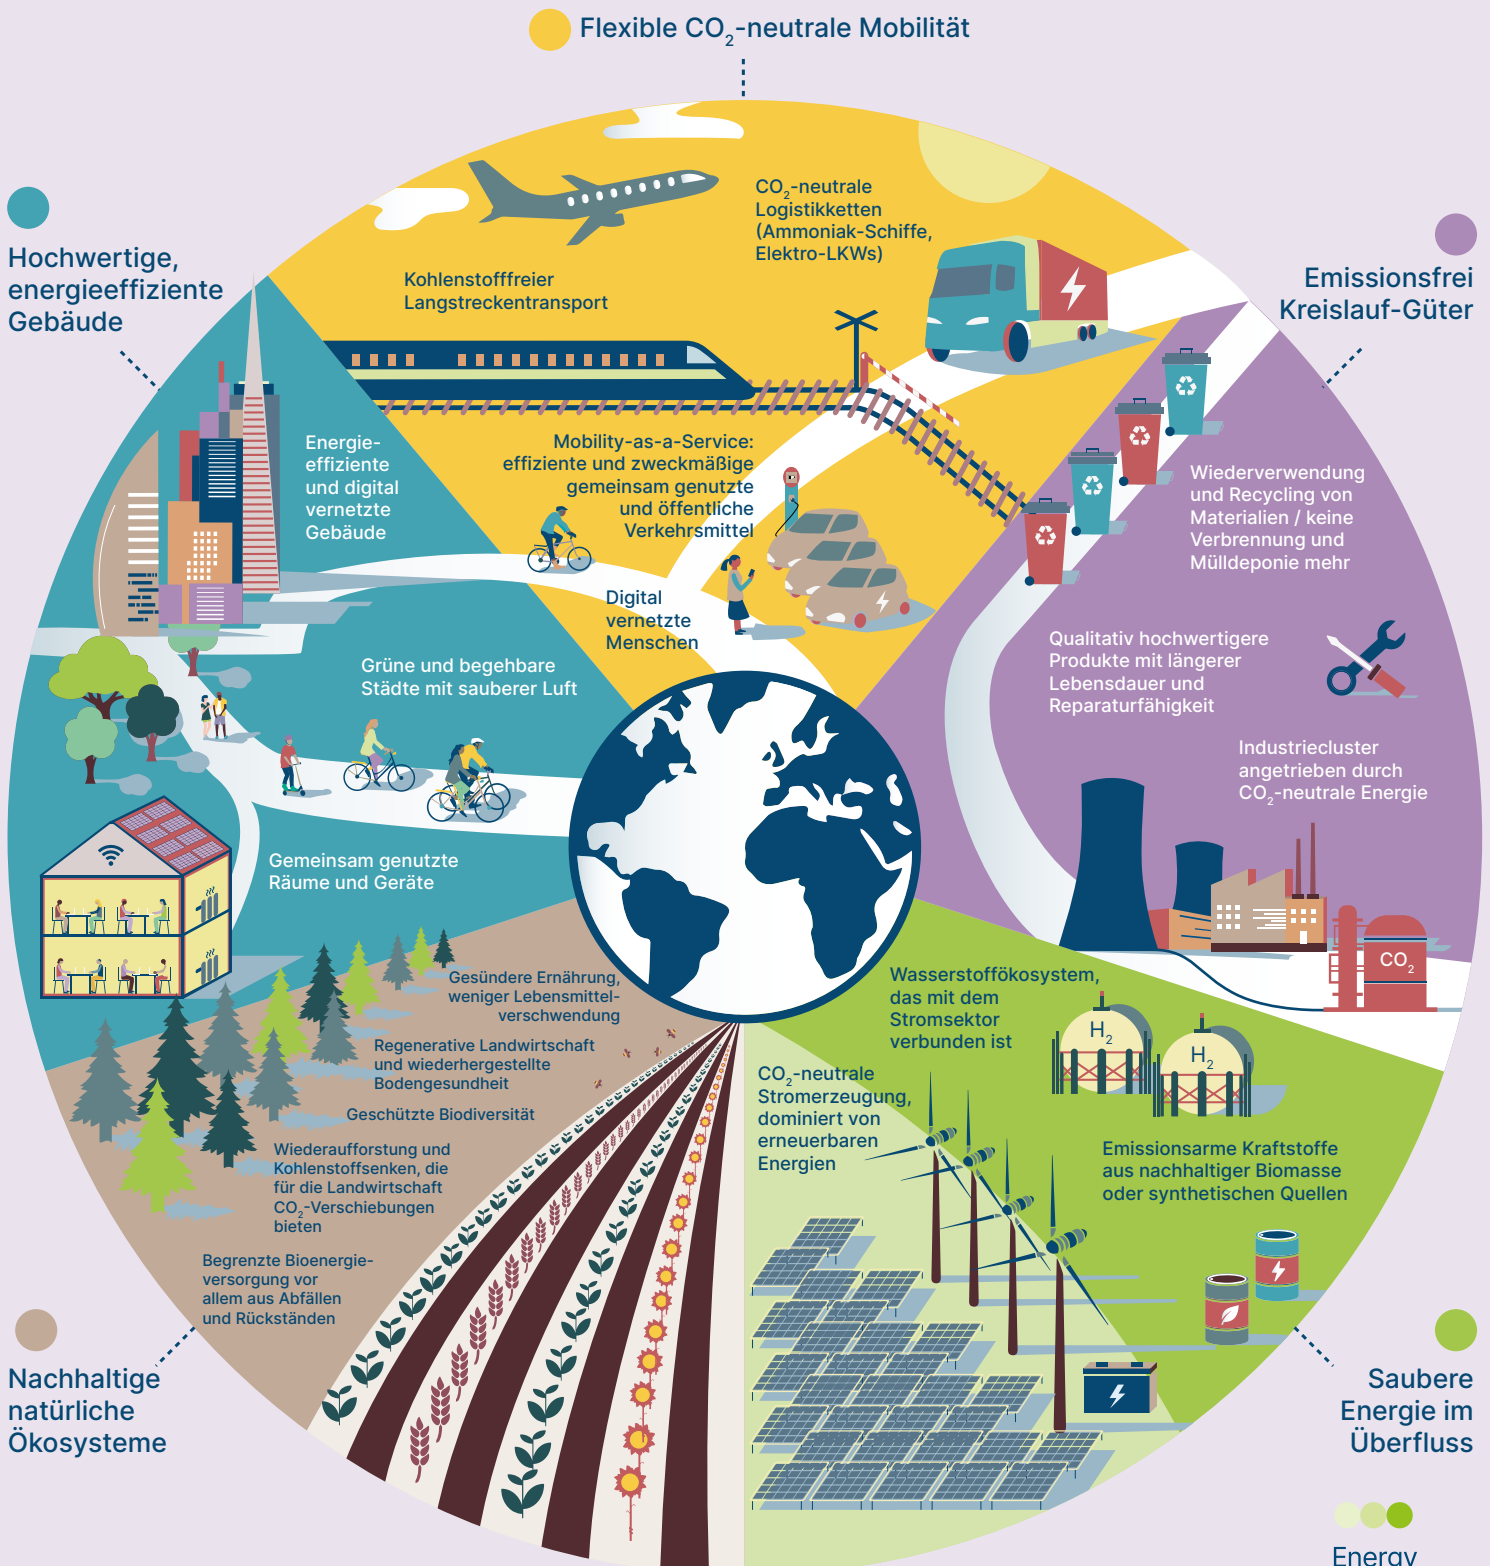 Flexible CO₂-neutrale Mobilität
Hochwertige,
energieeffiziente
Gebäude
Emissionsfrei
Kreislauf-Güter
CO₂-neutrale
Logistikketten
(Ammoniak-Schiffe,
Elektro-LKWs)
Kohlenstofffreier
Langstreckentransport
Mobility-as-a-Service:
effiziente und zweckmäßige
gemeinsam genutzte
und öffentliche
Verkehrsmittel
Digital
vernetzte
Menschen
Energie-
effiziente
und digital
vernetzte
Gebäude
Grüne und begehbare
Städte mit sauberer Luft
Gemeinsam genutzte
Räume und Geräte
Wiederverwendung
und Recycling von
Materialien / keine
Verbrennung und
Mülldeponie mehr
Qualitativ hochwertigere
Produkte mit längerer
Lebensdauer und
Reparaturfähigkeit
Industriecluster
angetrieben durch
CO₂-neutrale Energie
CO₂
Gesündere Ernährung,
weniger Lebensmittel-
verschwendung
Regenerative Landwirtschaft
und wiederhergestellte
Bodengesundheit
Geschützte Biodiversität
Wiederaufforstung und
Kohlenstoffsenken, die
für die Landwirtschaft
CO₂-Verschiebungen
bieten
Begrenzte Bioenergie-
versorgung vor
allem aus Abfällen
und Rückständen
Wasserstoffökosystem,
das mit dem
Stromsektor
verbunden ist
H₂
H₂
CO₂-neutrale
Stromerzeugung,
dominiert von
erneuerbaren
Energien
Emissionsarme Kraftstoffe
aus nachhaltiger Biomasse
oder synthetischen Quellen
Nachhaltige
natürliche
Ökosysteme
Saubere
Energie im
Überfluss
Energy